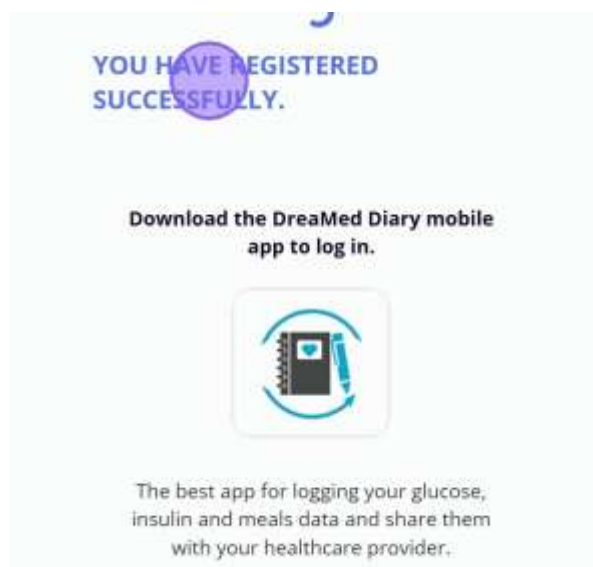 YOU HAVE REGISTERED
SUCCESSFULLY.
Download the DreaMed Diary mobile
app to log in.
The best app for logging your glucose,
insulin and meals data and share them
with your healthcare provider.